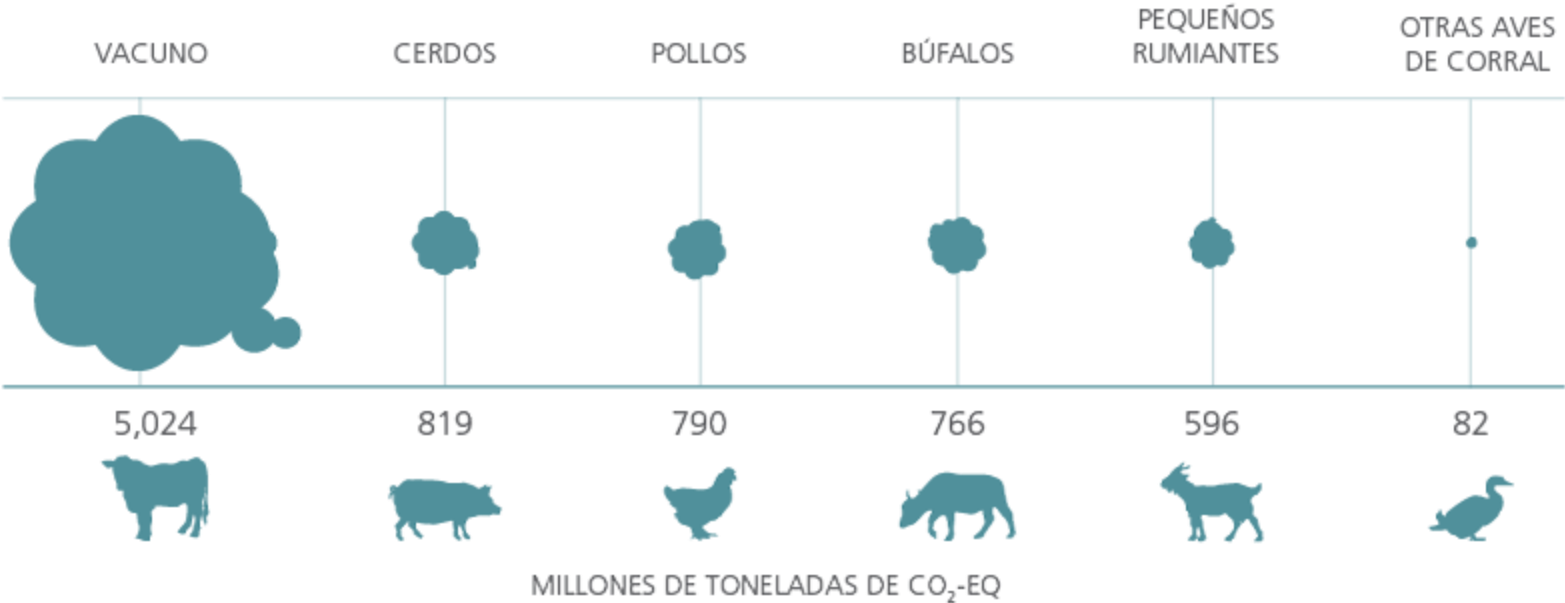 VACUNO
CERDOS
POLLOS
BÚFALOS
PEQUEÑOS
RUMIANTES
OTRAS AVES
DE CORRAL
5,024
819
790
766
596
82
MILLONES DE TONELADAS DE CO₂-EQ